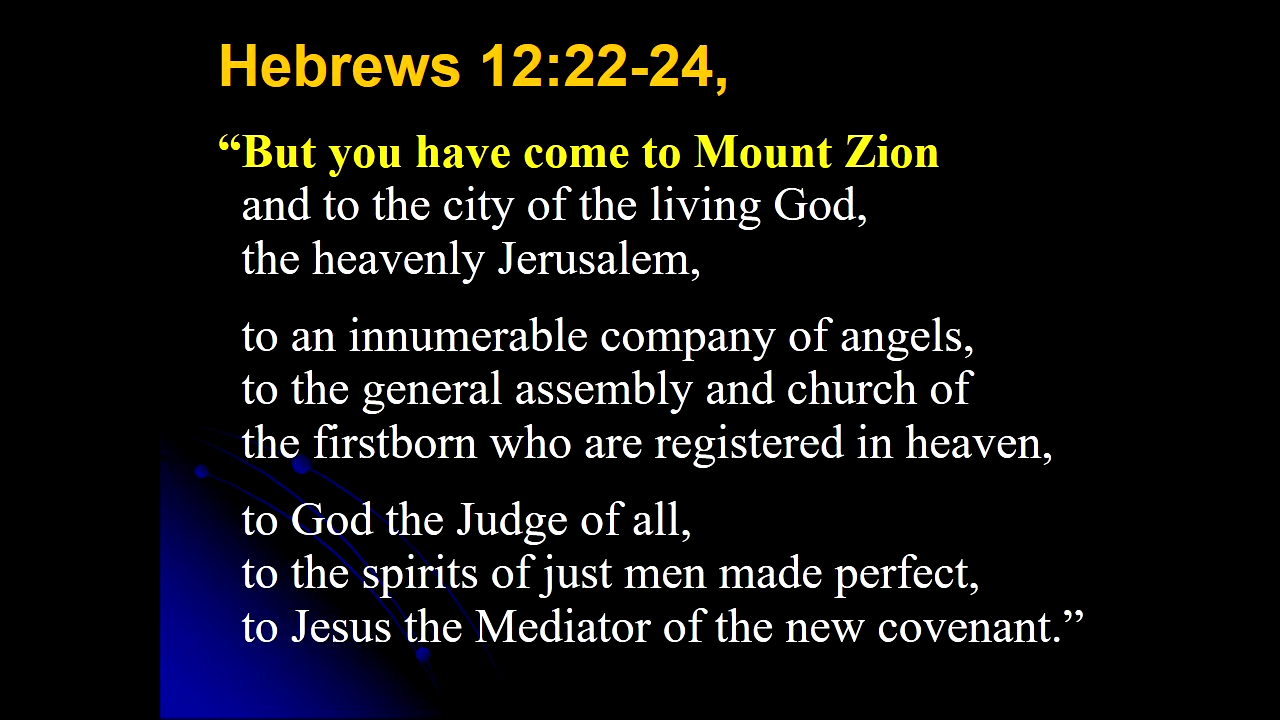 Hebrews 12:22-24,
“But you have come to Mount Zion
and to the city of the living God,
the heavenly Jerusalem,
to an innumerable company of angels,
to the general assembly and church of
the firstborn who are registered in heaven,
to God the Judge of all,
to the spirits of just men made perfect,
to Jesus the Mediator of the new covenant.”